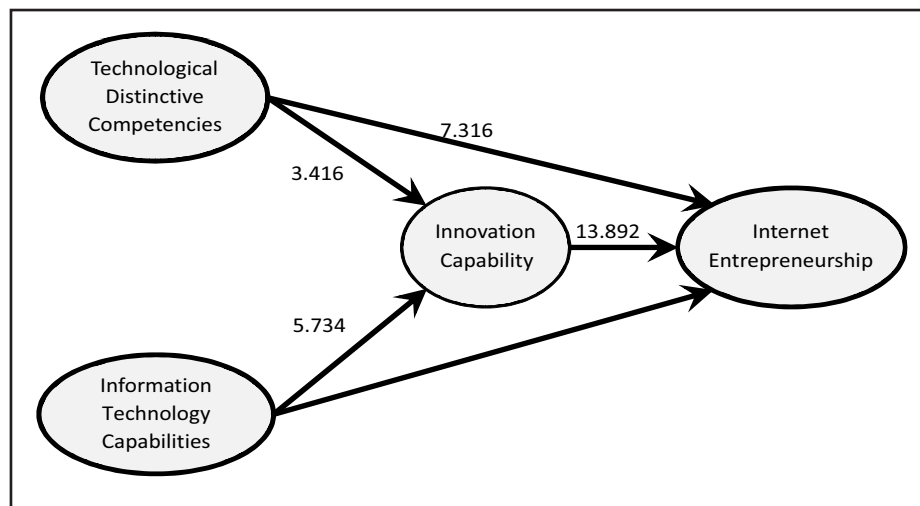 Technological
Distinctive
Competencies
7.316
3.416
Innovation
Capability
13.892
Internet
Entrepreneurship
5.734
Information
Technology
Capabilities